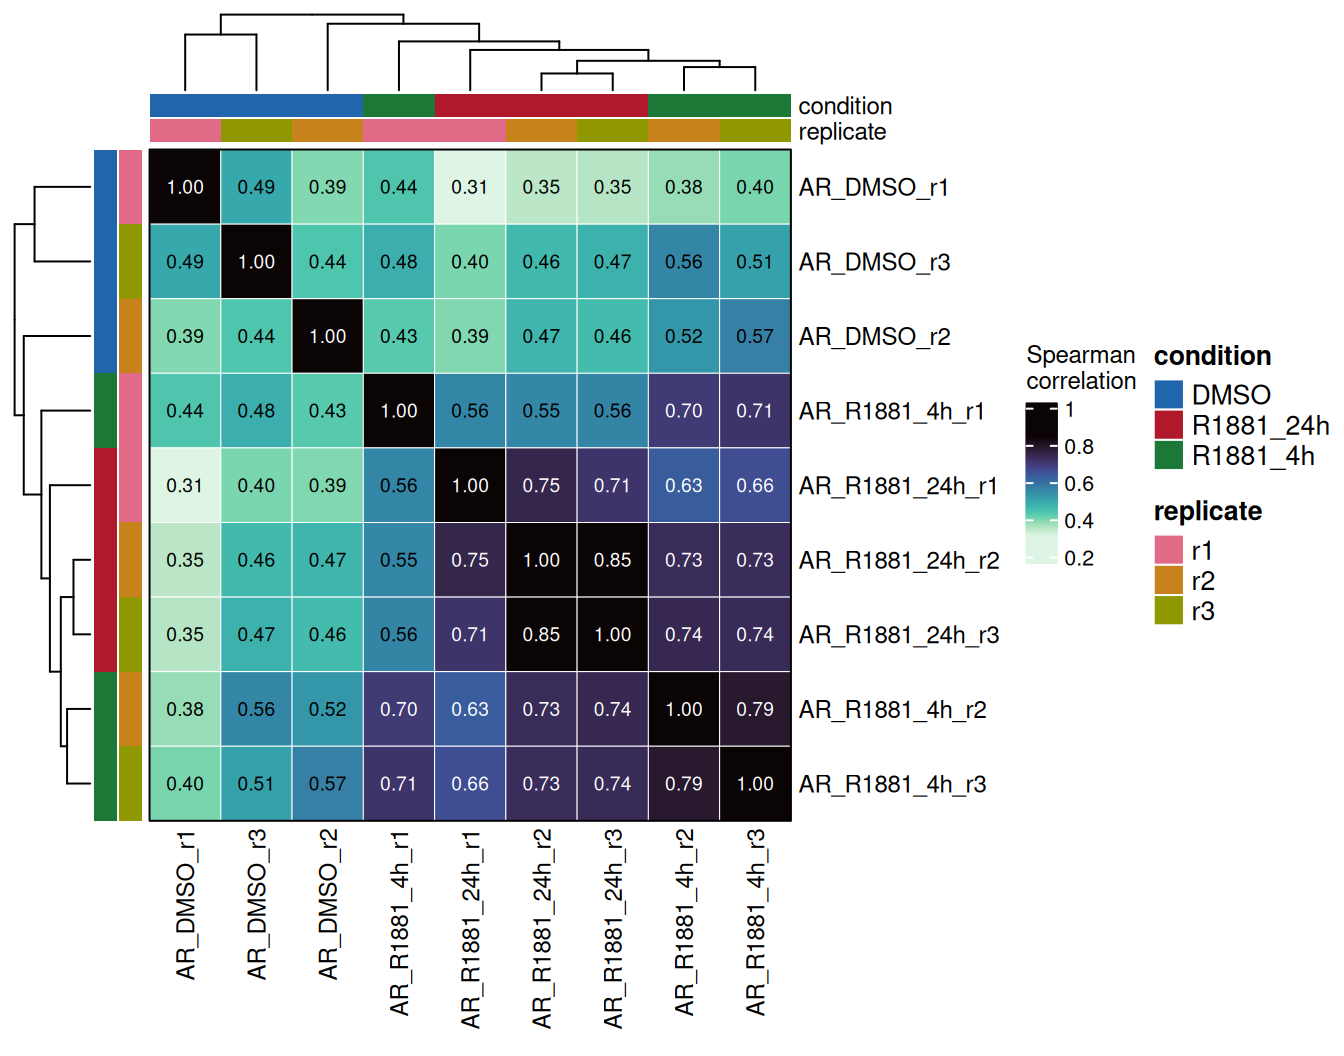 condition
replicate
1.00 0.49 0.39 0.44 0.31 0.35 0.35 0.38 0.40 AR_DMSO_r1
0.49 1.00 0.44 0.48 0.40 0.46 0.47 0.56 0.51 AR_DMSO_r3
0.39 0.44 1.00 0.43 0.39 0.47 0.46 0.52 0.57 AR_DMSO_r2
0.44 0.48 0.43 1.00 0.56 0.55 0.56 0.70 0.71 AR_R1881_4h_r1
0.31 0.40 0.39 0.56 1.00 0.75 0.71 0.63 0.66 AR_R1881_24h_r1
0.35 0.46 0.47 0.55 0.75 1.00 0.85 0.73 0.73 AR_R1881_24h_r2
0.35 0.47 0.46 0.56 0.71 0.85 1.00 0.74 0.74 AR_R1881_24h_r3
0.38 0.56 0.52 0.70 0.63 0.73 0.74 1.00 0.79 AR_R1881_4h_r2
0.40 0.51 0.57 0.71 0.66 0.73 0.74 0.79 1.00 AR_R1881_4h_r3
AR_DMSO_r1
AR_DMSO_r3
AR_DMSO_r2
AR_R1881_4h_r1
AR_R1881_24h_r1
AR_R1881_24h_r2
AR_R1881_24h_r3
AR_R1881_4h_r2
AR_R1881_4h_r3
Spearman
correlation
1
0.8
0.6
0.4
0.2
condition
DMSO
R1881_24h
R1881_4h
replicate
r1
r2
r3